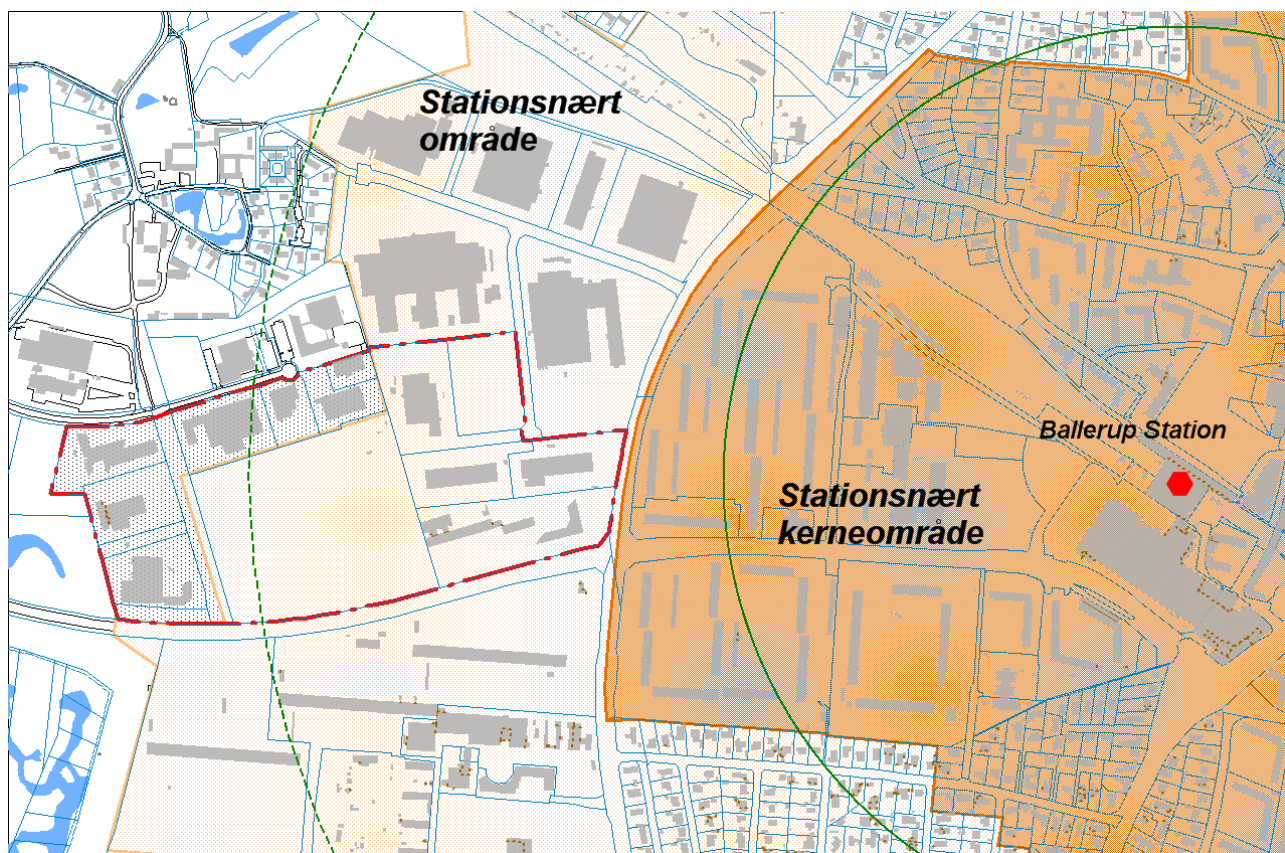 Stationsnært
område
Ballerup Station
Stationsnært
kerneområde